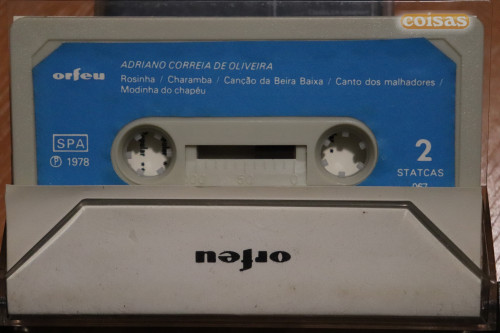 coisas
ADRIANO CORREIA DE OLIVEIRA
orfeu
Rosinha / Charamba / Canção da Beira Baixa / Canto dos malhadores /
Modinha do chapéu
SPA
Ⓟ 1978
2
STATCAS
orfeu